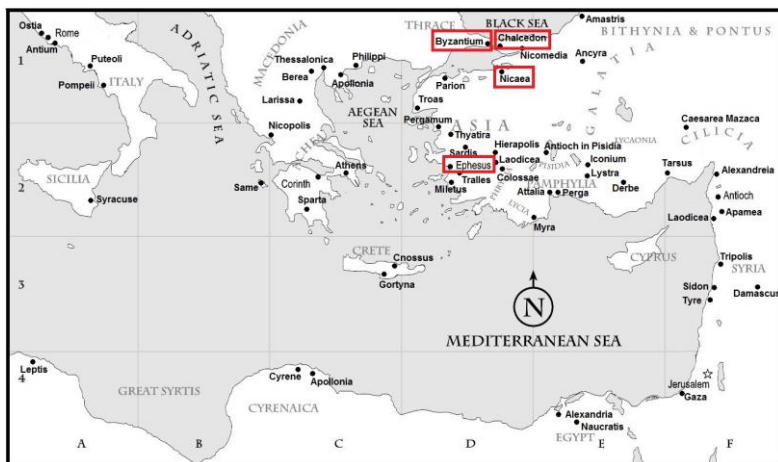 THRACE
BLACK SEA
Amastris
BITHYNIA & PONTUS
Ostia
Rome
Antium
ADRIATIC SEA
MACEDONIA
Byzantium
Chalcedon
Nicomedia
1
Puteoli
Pompeii
ITALY
Thessalonica
Philippi
Berea
Apollonia
Larissa
AEGEAN SEA
Parion
Nicaea
Ancyra
GALATIA
Troas
Pergamum
ASIA
Caesarea Mazaca
Nicopolis
ACHEA
Thyatira
Sardis
Hierapolis
Antioch in Pisidia
LYCAONIA
CILICIA
Ephesus
Laodicea
PISIDIA
Iconium
Tarsus
Alexandreia
Athens
Tralles
Colossae
Lystra
SICILIA
Same
Corinth
Miletus
PHRYGIA
Attalia
Perga
PAMPHYLIA
Derbe
2
Syracuse
Sparta
LYCIA
Myra
Antioch
Laodicea
Apamea
CRETE
Cnossus
Gortyna
CYPRUS
Tripolis
SYRIA
3
N
Sidon
Damascus
Tyre
MEDITERRANEAN SEA
Leptis
4
GREAT SYRTIS
Cyrene
Apollonia
CYRENAICA
Jerusalem
Gaza
Alexandria
Naucratis
EGYPT
A
B
C
D
E
F